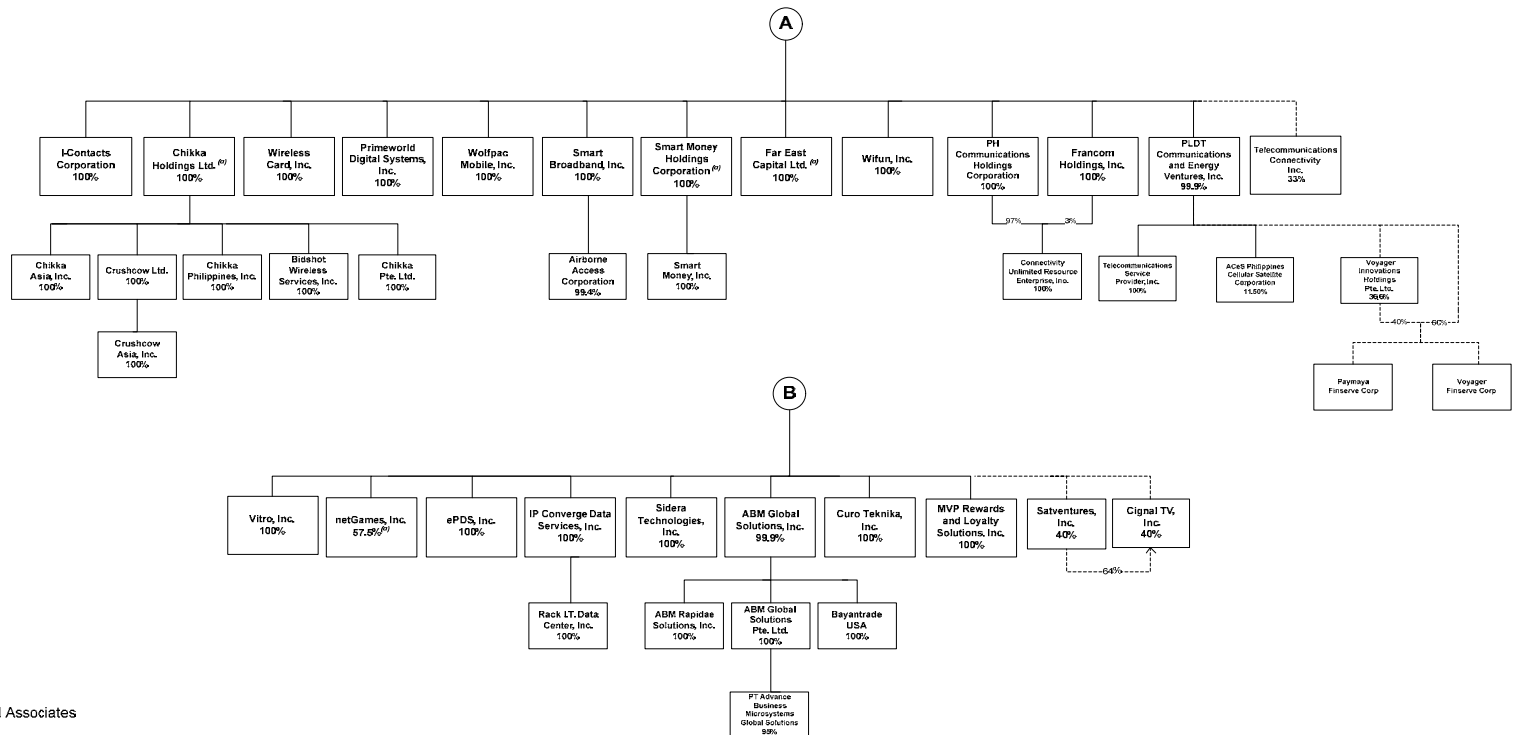 A
I-Contacts
Corporation
100%
Chikka
Holdings Ltd. (a)
100%
Wireless
Card, Inc.
100%
Primeworld
Digital Systems,
Inc.
100%
Wolfpac
Mobile, Inc.
100%
Smart
Broadband, Inc.
100%
Smart Money
Holdings
Corporation (a)
100%
Far East
Capital Ltd. (a)
100%
Wifun, Inc.
100%
PH
Communications
Holdings
Corporation
100%
Francom
Holdings, Inc.
100%
PLDT
Communications
and Energy
Ventures, Inc.
99.9%
Telecommunications
Connectivity
Inc.
33%
97%
3%
Chikka
Asia, Inc.
100%
Crushcow Ltd.
100%
Chikka
Philippines, Inc.
100%
Bidshot
Wireless
Services, Inc.
100%
Chikka
Pte. Ltd.
100%
Airborne
Access
Corporation
99.4%
Smart
Money, Inc.
100%
Connectivity
Unlimited Resource
Enterprise, Inc.
100%
Telecommunications
Service
Provider, Inc.
100%
ACeS Philippines
Cellular Satellite
Corporation
11.50%
Voyager
Innovations
Holdings
Pte. Ltd.
40%
60%
Crushcow
Asia, Inc.
100%
Paymaya
Finserve Corp
Voyager
Finserve Corp
B
Vitro, Inc.
100%
netGames, Inc.
57.5%(a)
ePDS, Inc.
100%
IP Converge Data
Services, Inc.
100%
Sidera
Technologies,
Inc.
100%
ABM Global
Solutions, Inc.
99.9%
Curo Teknika,
Inc.
100%
MVP Rewards
and Loyalty
Solutions, Inc.
100%
Satventures,
Inc.
40%
Cignal TV,
Inc.
40%
64%
Rack I.T. Data
Center, Inc.
100%
ABM Rapidae
Solutions, Inc.
100%
ABM Global
Solutions
Pte. Ltd.
100%
Bayantrade
USA
100%
PT Advance
Business
Microsystems
Global Solutions
Associates